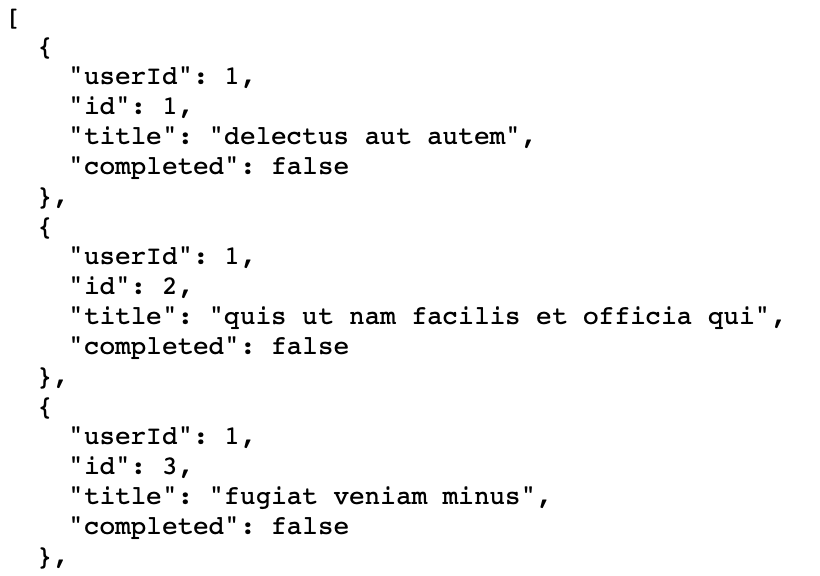 [
  {
    "userId": 1,
    "id": 1,
    "title": "delectus aut autem",
    "completed": false
  },
  {
    "userId": 1,
    "id": 2,
    "title": "quis ut nam facilis et officia qui",
    "completed": false
  },
  {
    "userId": 1,
    "id": 3,
    "title": "fugiat veniam minus",
    "completed": false
  },